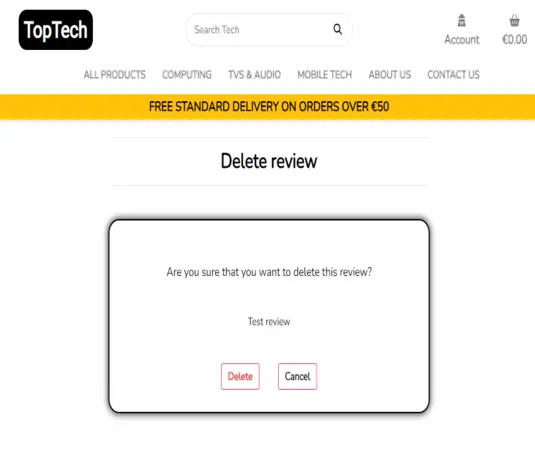 TopTech
Search Tech
Account
€0.00
ALL PRODUCTS COMPUTING TVS & AUDIO MOBILE TECH ABOUT US CONTACT US
FREE STANDARD DELIVERY ON ORDERS OVER €50
Delete review
Are you sure that you want to delete this review?
Test review
Delete Cancel